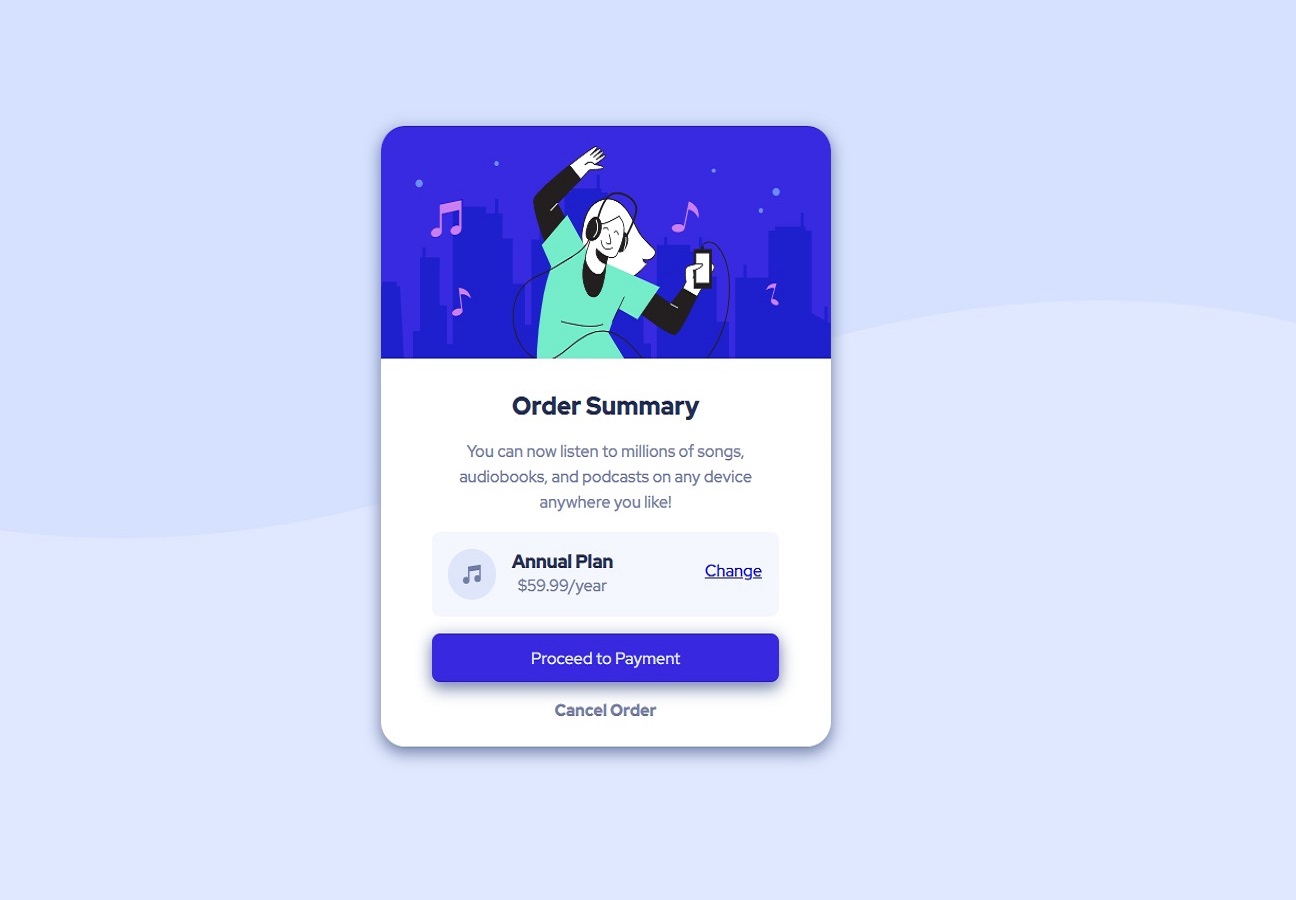 Order Summary
You can now listen to millions of songs,
audiobooks, and podcasts on any device
anywhere you like!
Annual Plan
$59.99/year
Change
Proceed to Payment
Cancel Order